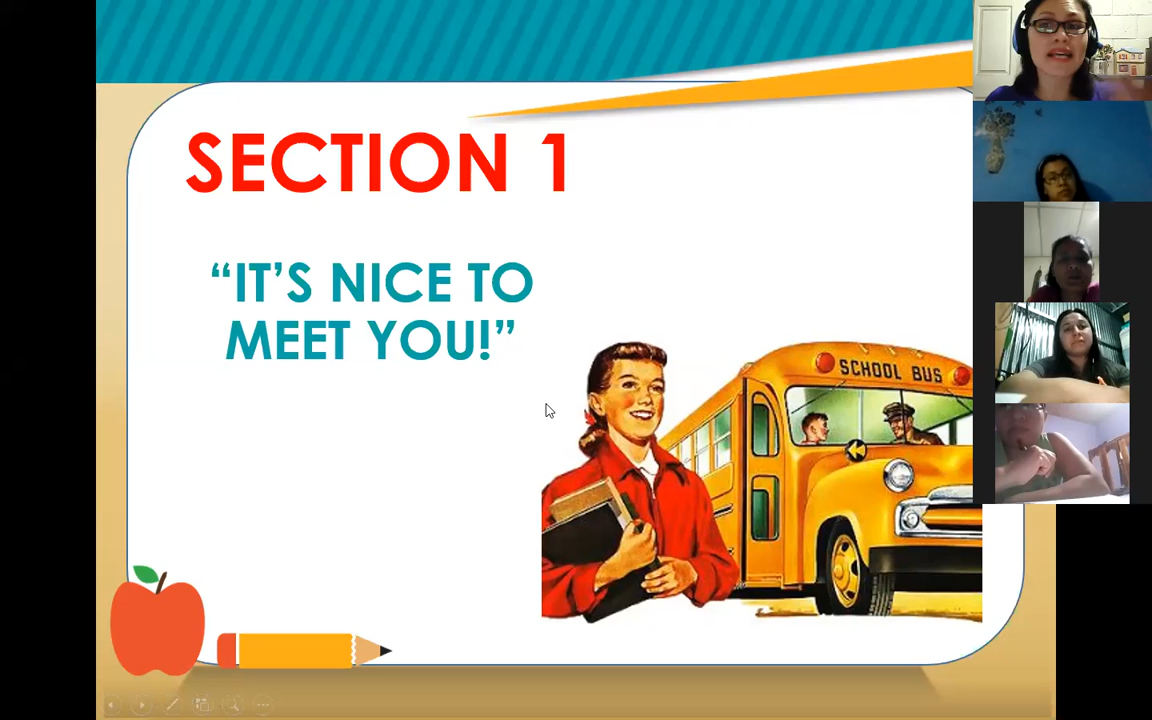 SECTION 1
“IT’S NICE TO
MEET YOU!”
SCHOOL BUS